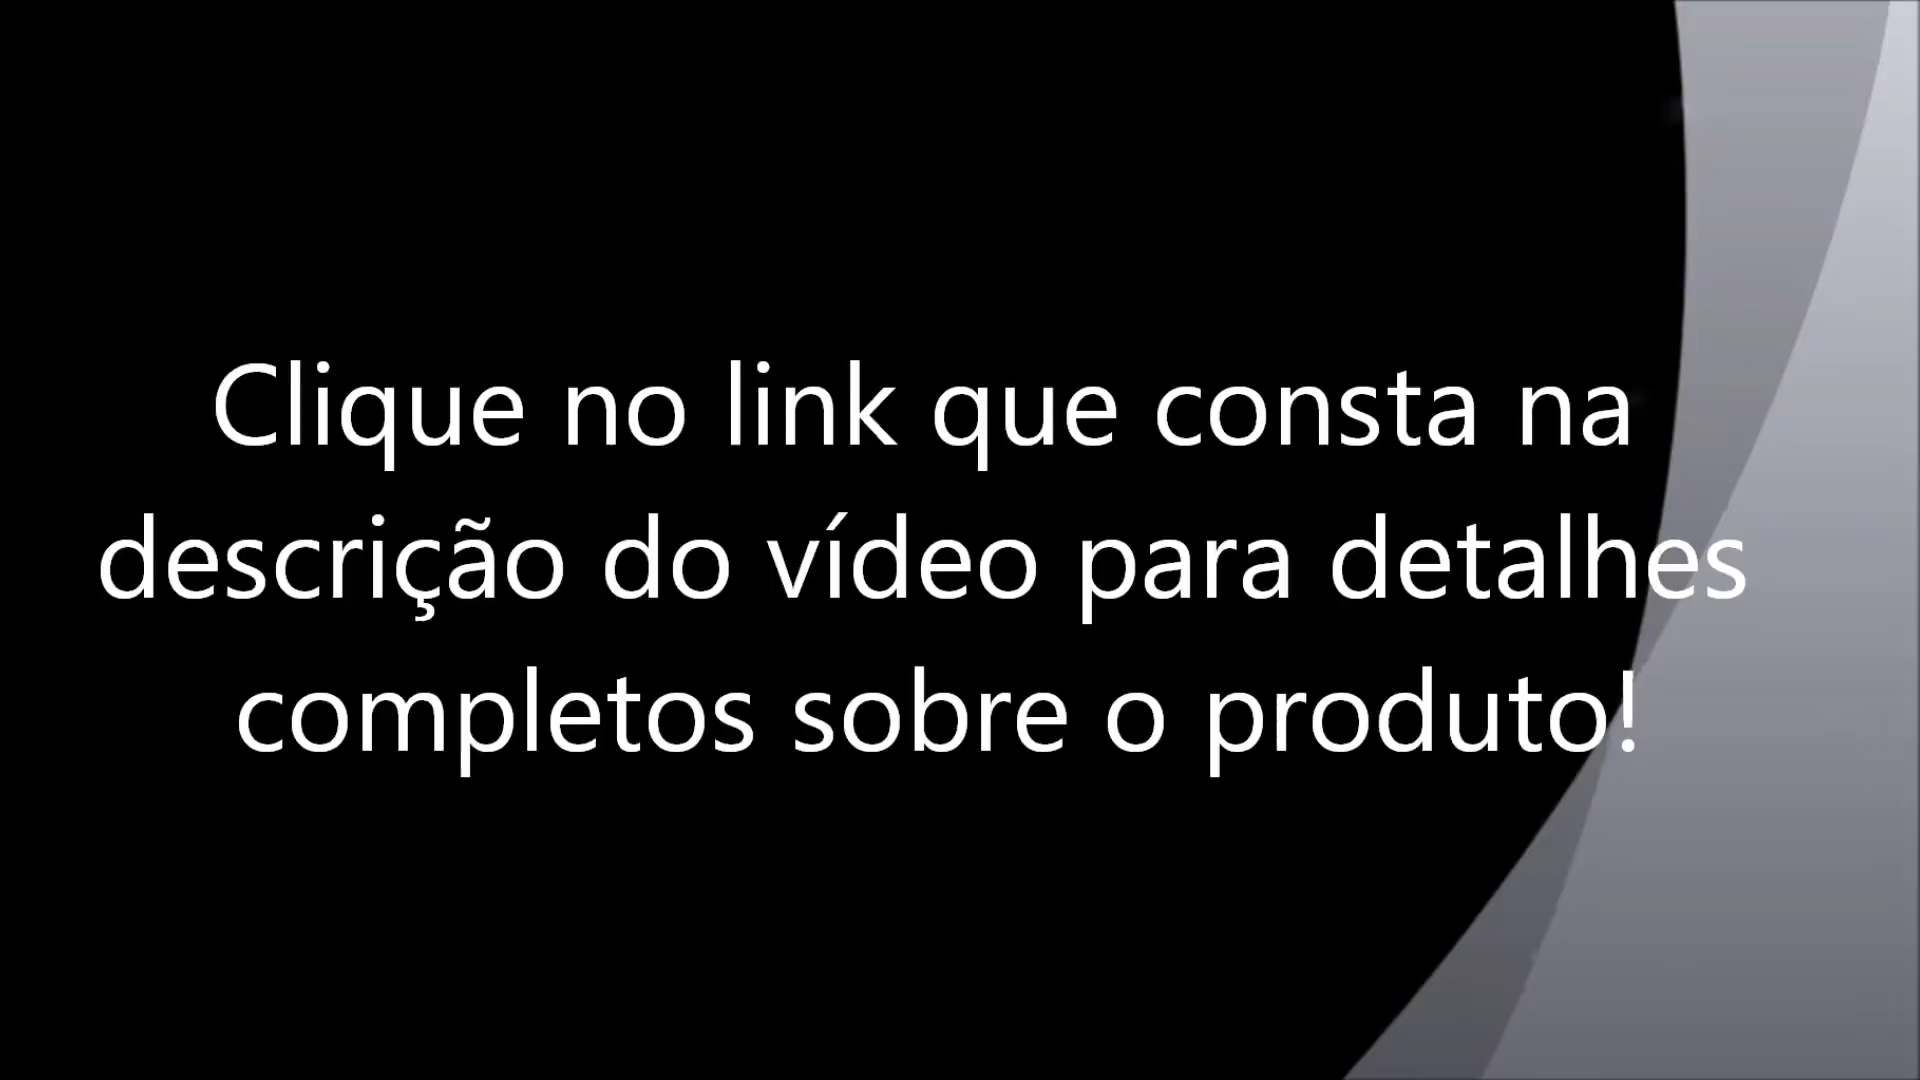 Clique no link que consta na
descrição do vídeo para detalhes
completos sobre o produto!